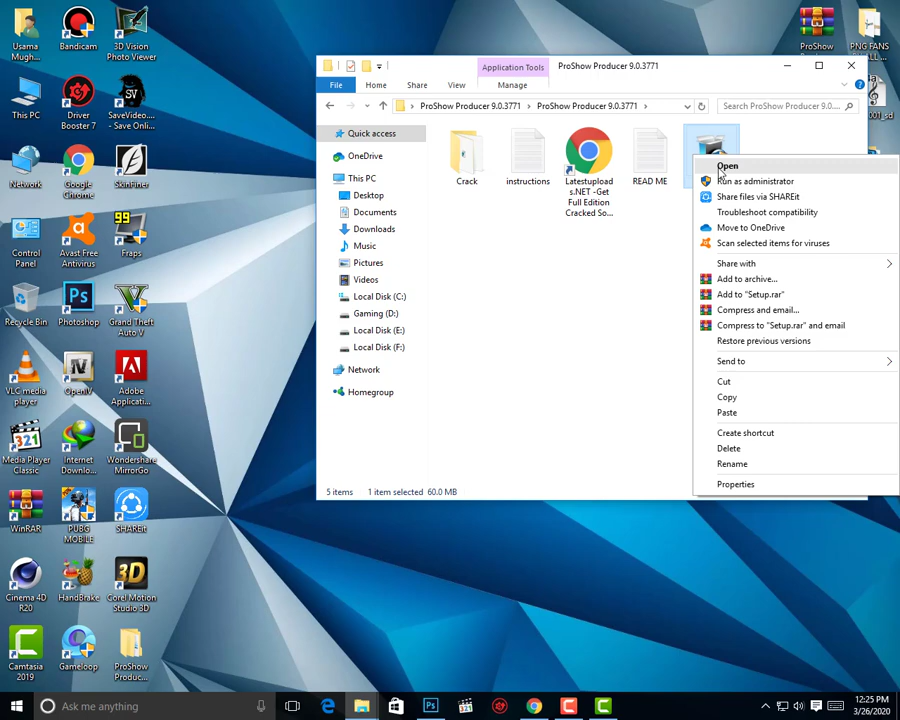 Usama
Mugh...
Bandicam
3D Vision
Photo Viewer
This PC
Driver
Booster 7
SaveVideo....
- Save Onli...
Network
Google
Chrome
SkinFiner
Control
Panel
Avast Free
Antivirus
99
Fraps
Recycle Bin
Photoshop
Grand Theft
Auto V
VLC media
player
OpenIV
Adobe
Applicati...
321
Media Player
Classic
Internet
Downlo...
Wondershare
MirrorGo
WinRAR
PUBG
MOBILE
SHAREit
Cinema 4D
R20
HandBrake
3D
Corel Motion
Studio 3D
Camtasia
2019
Gameloop
ProShow
Produc...
ProShow
PNG FANS
001_sd
Application Tools
ProShow Producer 9.0.3771
File
Home
Share
View
Manage
ProShow Producer 9.0.3771
ProShow Producer 9.0.3771
Search ProShow Producer 9.0....
Quick access
OneDrive
This PC
Desktop
Documents
Downloads
Music
Pictures
Videos
Local Disk (C:)
Gaming (D:)
Local Disk (E:)
Local Disk (F:)
Network
Homegroup
Crack
instructions
Latestupload
s.NET -Get
Full Edition
Cracked So...
READ ME
Open
Run as administrator
Share files via SHAREit
Troubleshoot compatibility
Move to OneDrive
Scan selected items for viruses
Share with
Add to archive...
Add to "Setup.rar"
Compress and email...
Compress to "Setup.rar" and email
Restore previous versions
Send to
Cut
Copy
Paste
Create shortcut
Delete
Rename
Properties
5 items
1 item selected 60.0 MB
Ask me anything
12:25 PM
3/26/2020